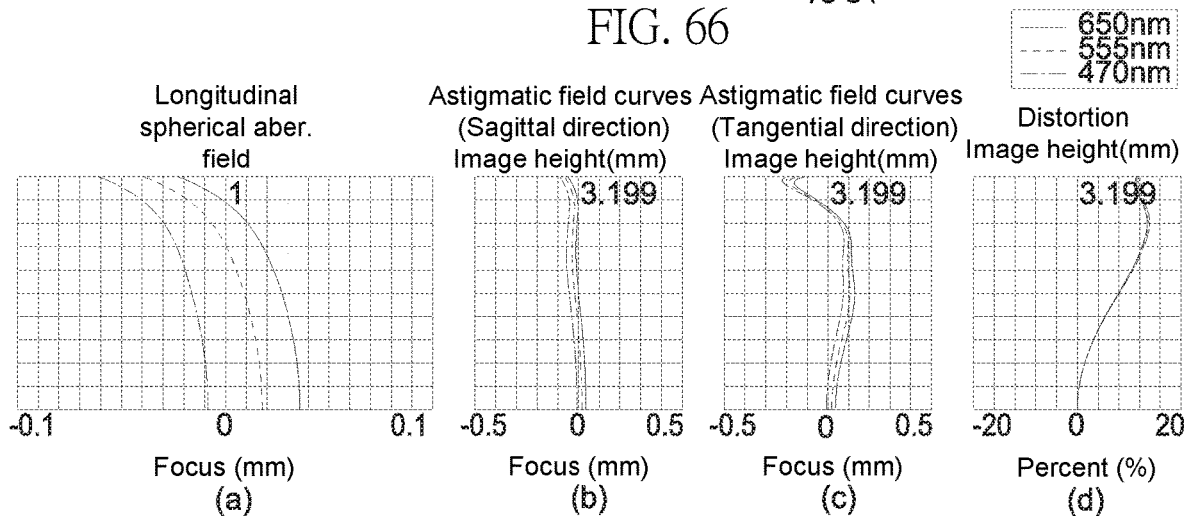 FIG. 66
650nm
555nm
470nm
Longitudinal
spherical aber.
field
1
-0.1
0
0.1
Focus (mm)
(a)
Astigmatic field curves
(Sagittal direction)
Image height(mm)
3.199
-0.5
0
0.5
Focus (mm)
(b)
Astigmatic field curves
(Tangential direction)
Image height(mm)
3.199
-0.5
0
0.5
Focus (mm)
(c)
Distortion
Image height(mm)
3.199
-20
0
20
Percent (%)
(d)